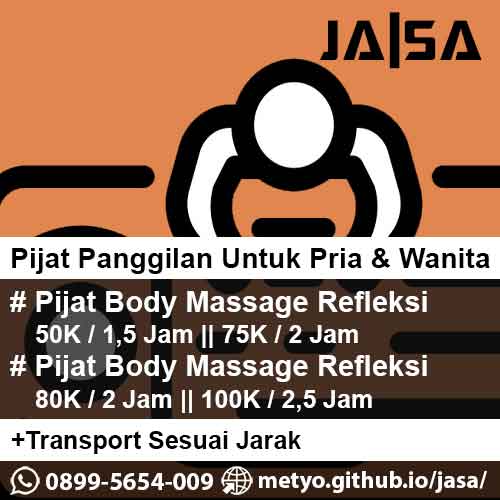 JA|SA
Pijat Panggilan Untuk Pria & Wanita
# Pijat Body Massage Refleksi
50K / 1,5 Jam || 75K / 2 Jam
# Pijat Body Massage Refleksi
80K / 2 Jam || 100K / 2,5 Jam
+Transport Sesuai Jarak
0899-5654-009 metyo.github.io/jasa/